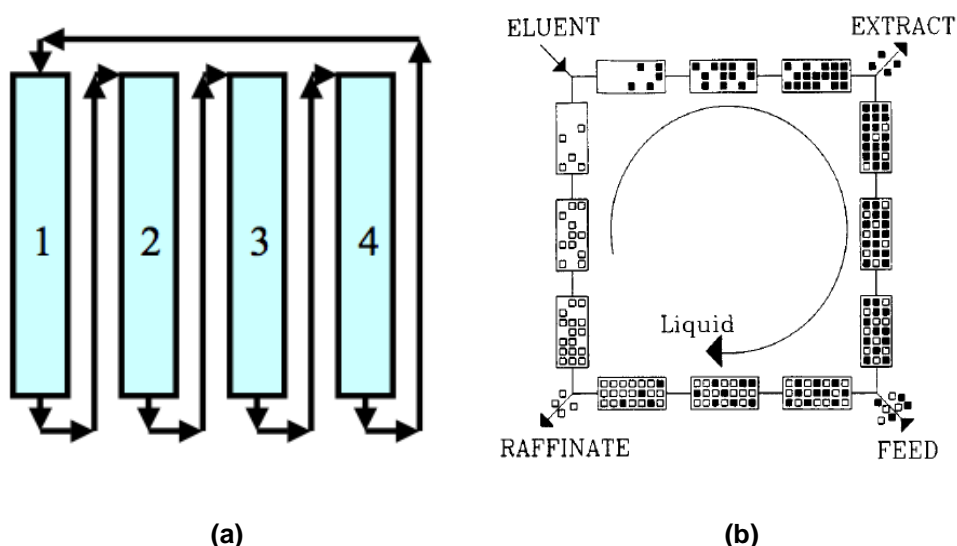 ELUENT EXTRACT
1 2 3 4
Liquid
RAFFINATE FEED
(a) (b)